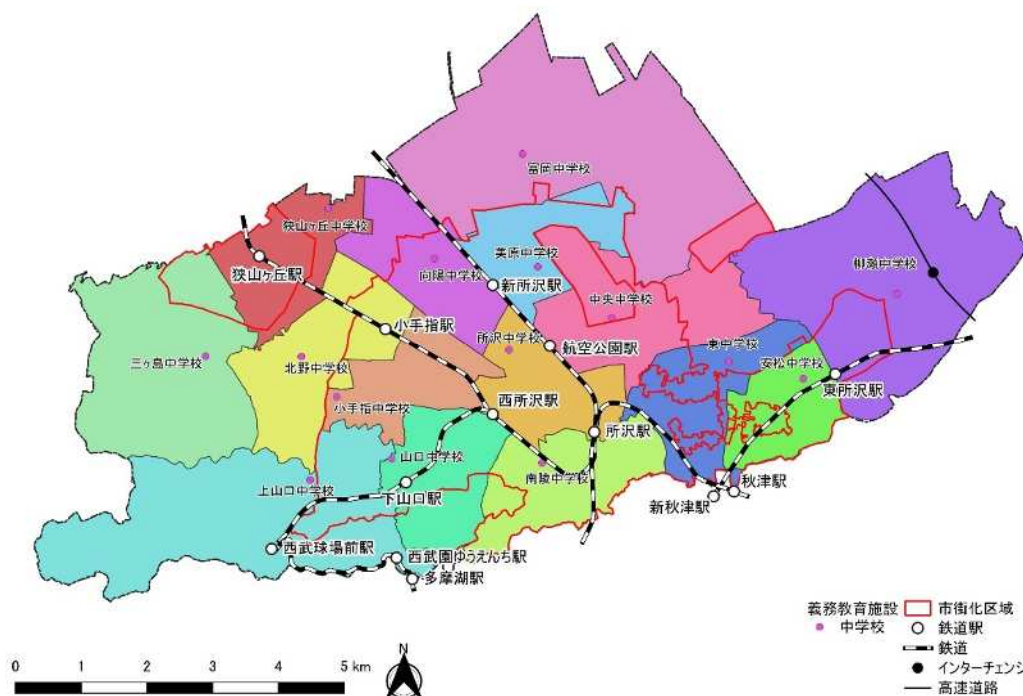 富岡中学校
狭山ヶ丘中学校
美原中学校
狭山ヶ丘駅
向陽中学校
柳瀬中学校
新所沢駅
中央中学校
小手指駅
所沢中学校
航空公園駅
東中学校
三ヶ島中学校
北野中学校
安松中学校
東所沢駅
小手指中学校
西所沢駅
所沢駅
山口中学校
南陵中学校
上山口中学校
下山口駅
秋津駅
新秋津駅
西武球場前駅
西武園ゆうえんち駅
多摩湖駅
義務教育施設
中学校
市街化区域
鉄道駅
鉄道
インターチェンジ
高速道路
N
0 1 2 3 4 5 km